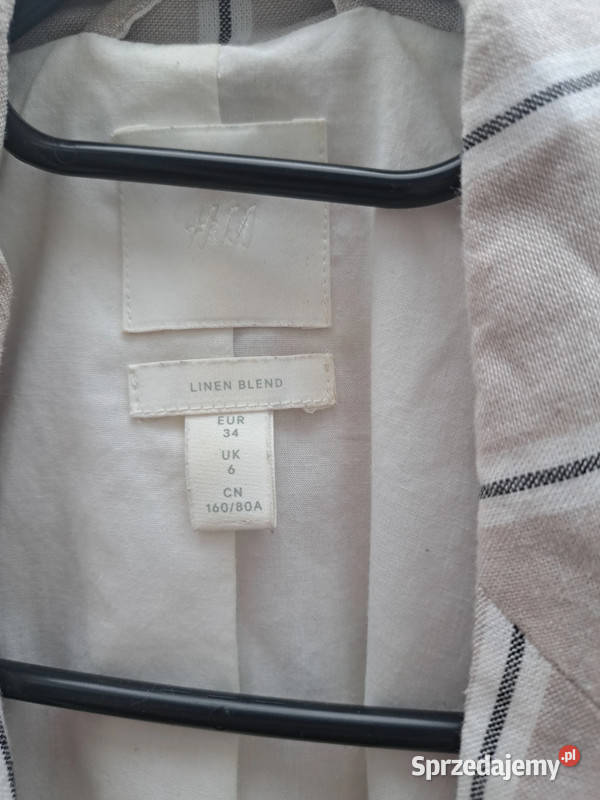 H&M
LINEN BLEND
EUR
34
UK
6
CN
160/80A
Sprzedajemy.pl